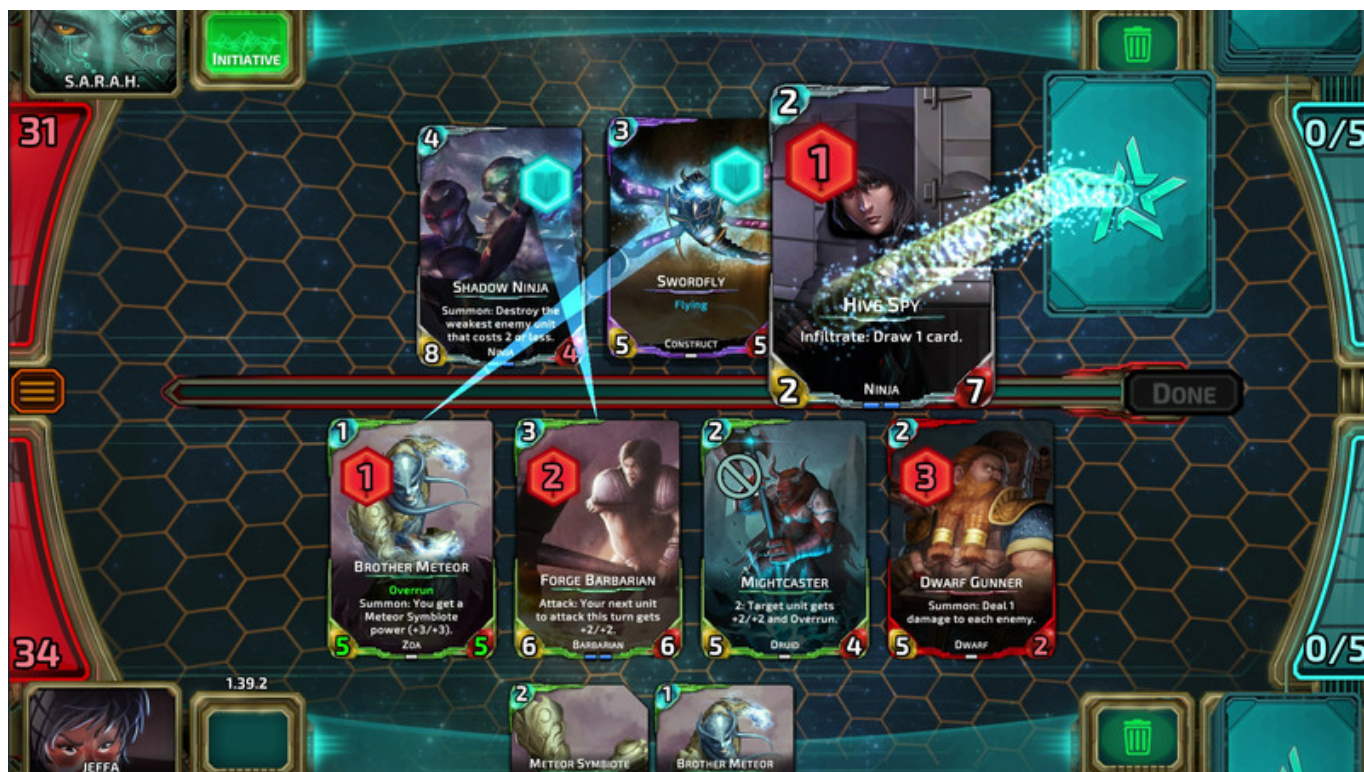 S.A.R.A.H.
INITIATIVE
31
0/5
4
SHADOW NINJA
Summon: Destroy the
weakest enemy unit
that costs 2 or less.
NINJA
8
4
3
SWORDFLY
Flying
CONSTRUCT
5
5
2
1
HIVE SPY
Infiltrate: Draw 1 card.
NINJA
2
7
DONE
1
1
BROTHER METEOR
Overrun
Summon: You get a
Meteor Symbiote
power (+3/+3).
ZOA
5
5
3
2
FORGE BARBARIAN
Attack: Your next unit
to attack this turn gets
+2/+2.
BARBARIAN
6
6
2
MIGHTCASTER
2: Target unit gets
+2/+2 and Overrun.
DRUID
5
4
2
3
DWARF GUNNER
Summon: Deal 1
damage to each enemy.
DWARF
5
2
34
0/5
1.39.2
JEFFA
2
METEOR SYMBIOTE
1
BROTHER METEOR